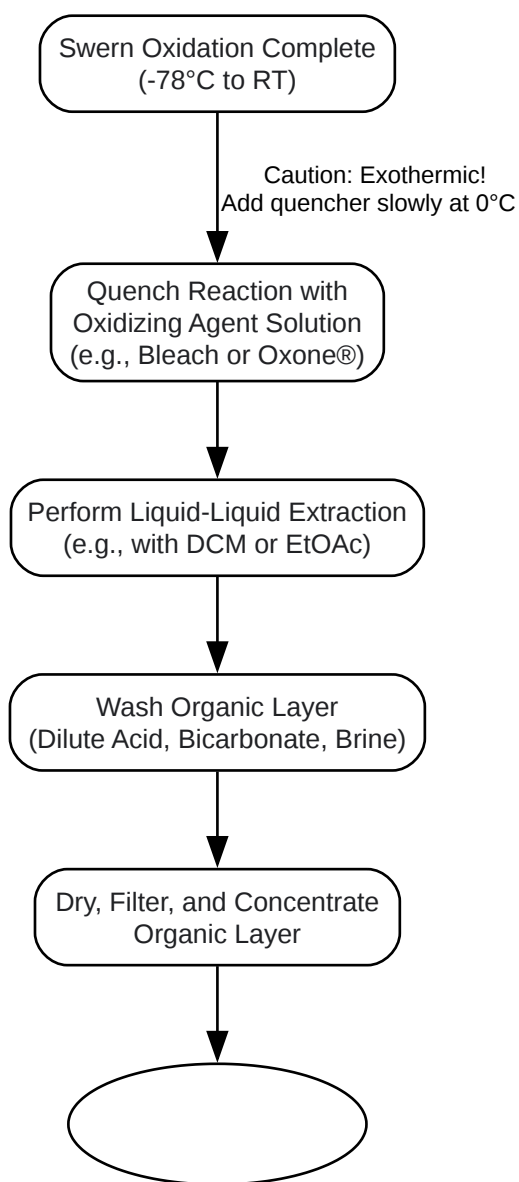 Swern Oxidation Complete
(-78°C to RT)
Caution: Exothermic!
Add quencher slowly at 0°C
Quench Reaction with
Oxidizing Agent Solution
(e.g., Bleach or Oxone®)
Perform Liquid-Liquid Extraction
(e.g., with DCM or EtOAc)
Wash Organic Layer
(Dilute Acid, Bicarbonate, Brine)
Dry, Filter, and Concentrate
Organic Layer